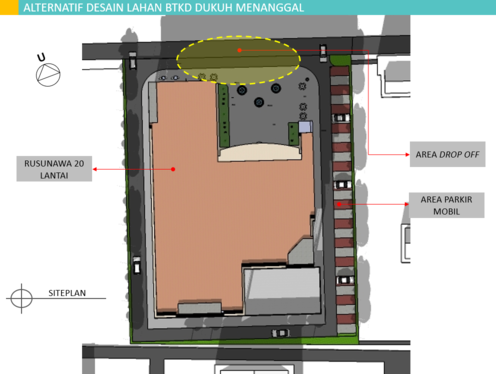 ALTERNATIF DESAIN LAHAN BTKD DUKUH MENANGGAL
U
AREA DROP OFF
RUSUNAWA 20
LANTAI
AREA PARKIR
MOBIL
SITEPLAN